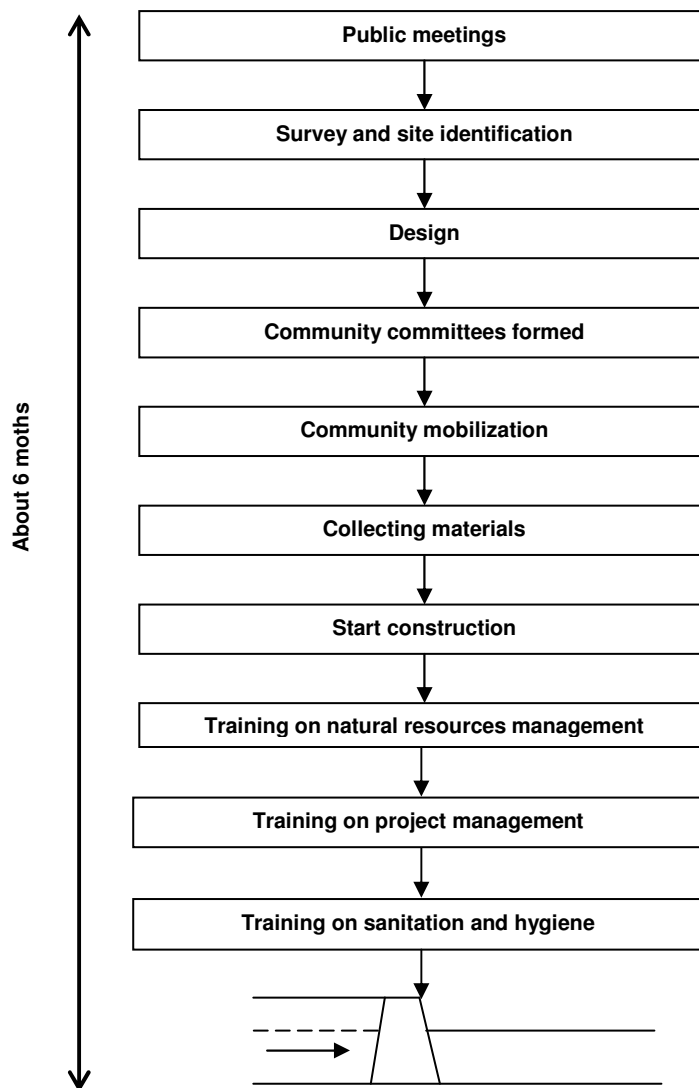 Public meetings
Survey and site identification
Design
Community committees formed
Community mobilization
Collecting materials
Start construction
Training on natural resources management
Training on project management
Training on sanitation and hygiene
About 6 moths